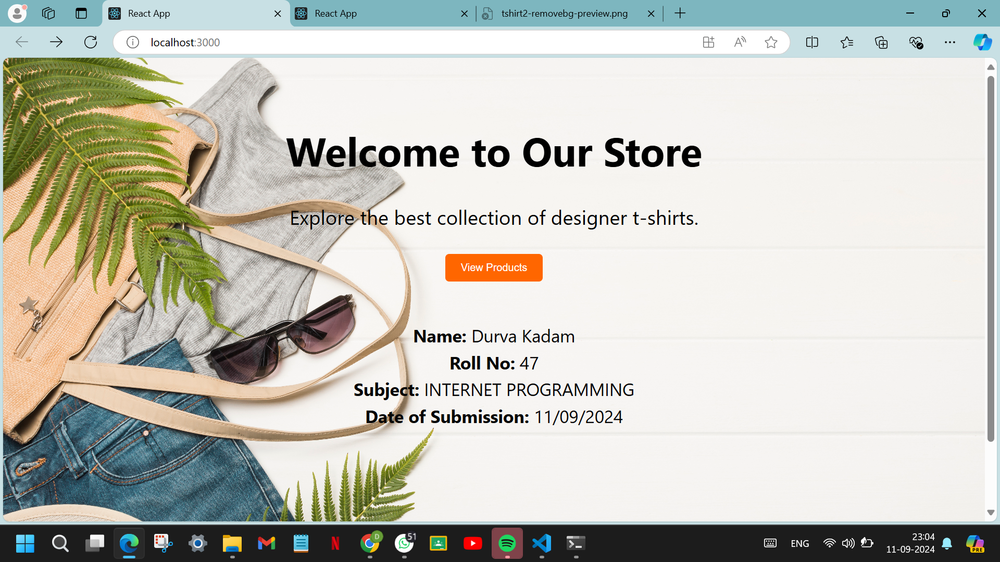 React App
React App
tshirt2-removebg-preview.png
localhost:3000
Welcome to Our Store
Explore the best collection of designer t-shirts.
View Products
Name: Durva Kadam
Roll No: 47
Subject: INTERNET PROGRAMMING
Date of Submission: 11/09/2024
D
51
ENG
23:04
11-09-2024
PRE